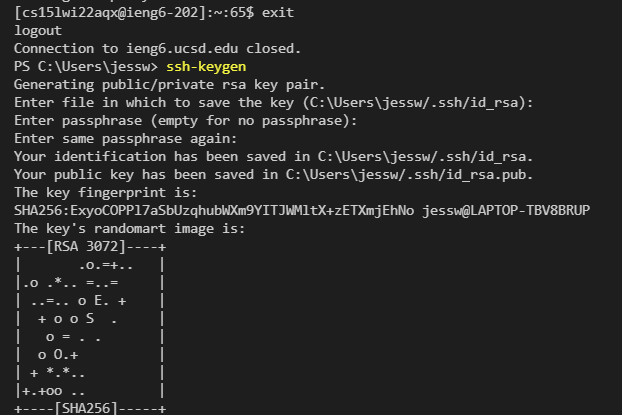 [cs15lwi22aqx@ieng6-202]:~:65$ exit
logout
Connection to ieng6.ucsd.edu closed.
PS C:\Users\jessw> ssh-keygen
Generating public/private rsa key pair.
Enter file in which to save the key (C:\Users\jessw/.ssh/id_rsa):
Enter passphrase (empty for no passphrase):
Enter same passphrase again:
Your identification has been saved in C:\Users\jessw/.ssh/id_rsa.
Your public key has been saved in C:\Users\jessw/.ssh/id_rsa.pub.
The key fingerprint is:
SHA256:ExyoCOPPl7aSbUzqhubWXm9YITJWMltX+zETXmjEhNo jessw@LAPTOP-TBV8BRUP
The key's randomart image is:
+---[RSA 3072]----+
|       .o.=+..   |
|.o .*.. =..=     |
| ..=.. o E. +    |
|  + o o S  .     |
|   o = . .       |
|  o O.+          |
| + *.*..         |
|+.+oo ..         |
+----[SHA256]-----+